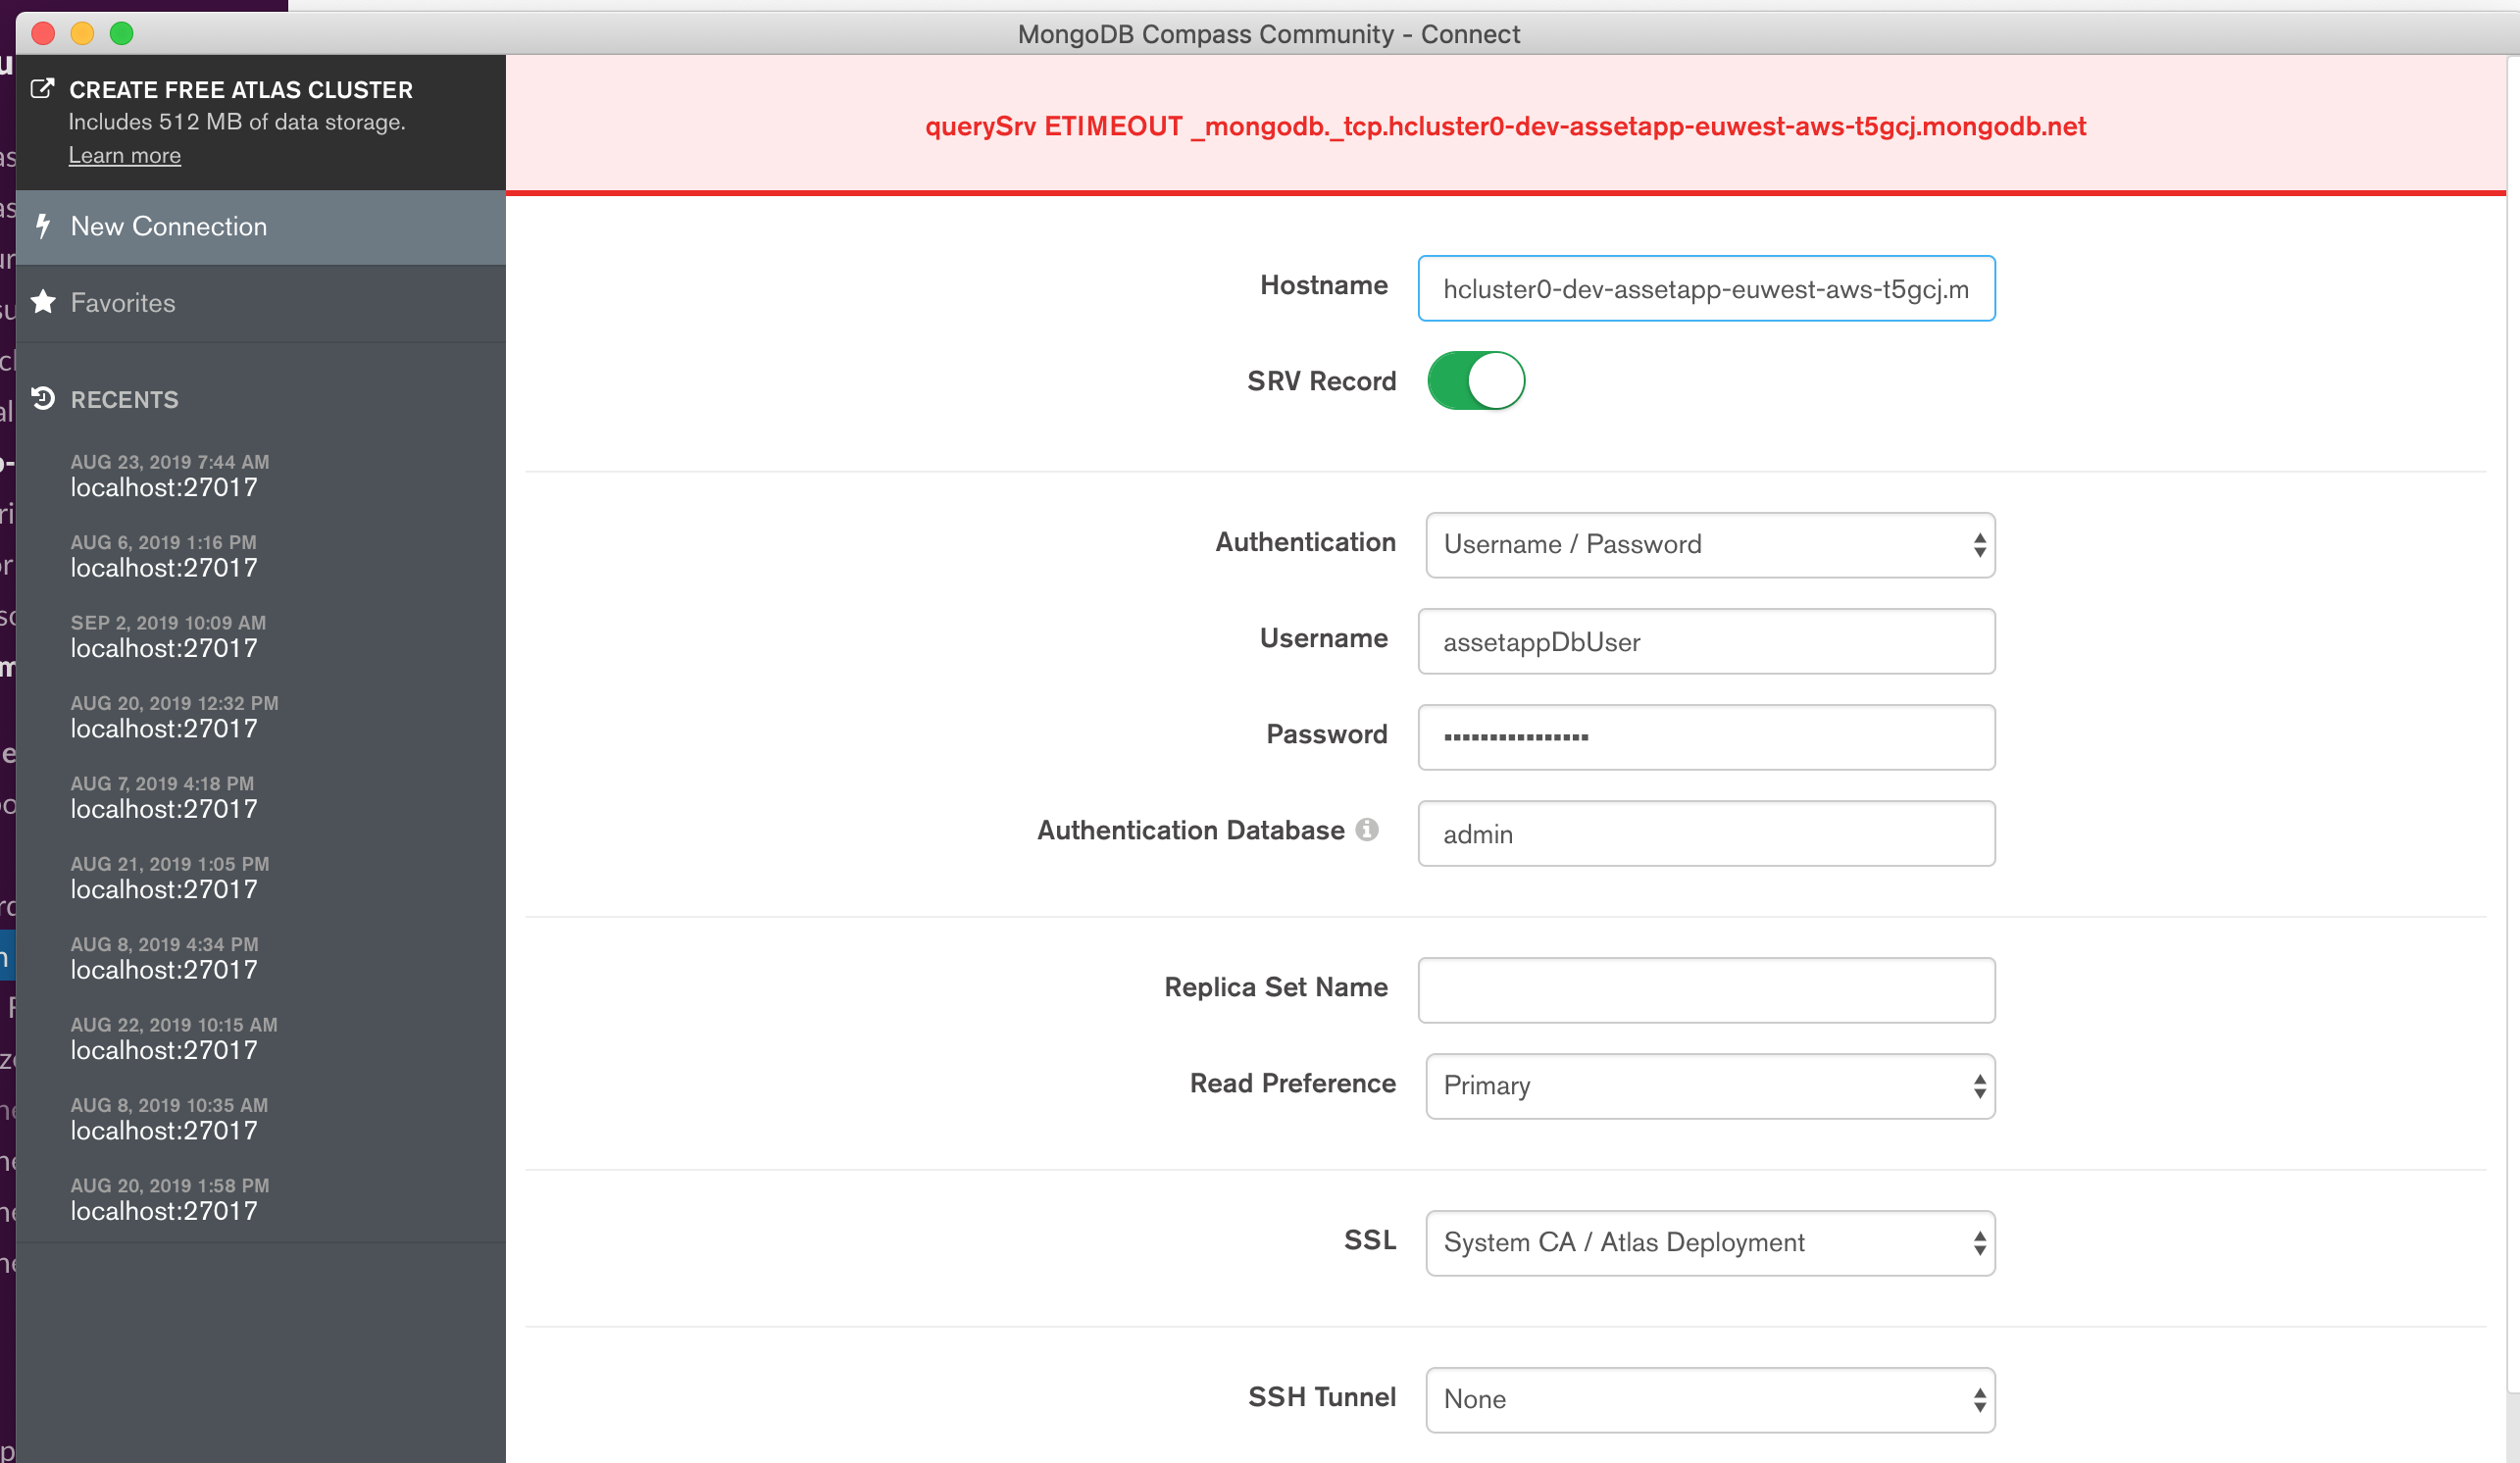 MongoDB Compass Community - Connect
CREATE FREE ATLAS CLUSTER
Includes 512 MB of data storage.
Learn more
New Connection
Favorites
RECENTS
AUG 23, 2019 7:44 AM
localhost:27017
AUG 6, 2019 1:16 PM
localhost:27017
SEP 2, 2019 10:09 AM
localhost:27017
AUG 20, 2019 12:32 PM
localhost:27017
AUG 7, 2019 4:18 PM
localhost:27017
AUG 21, 2019 1:05 PM
localhost:27017
AUG 8, 2019 4:34 PM
localhost:27017
AUG 22, 2019 10:15 AM
localhost:27017
AUG 8, 2019 10:35 AM
localhost:27017
AUG 20, 2019 1:58 PM
localhost:27017
querySrv ETIMEOUT _mongodb._tcp.hcluster0-dev-assetapp-euwest-aws-t5gcj.mongodb.net
Hostname hcluster0-dev-assetapp-euwest-aws-t5gcj.m
SRV Record
Authentication Username / Password
Username assetappDbUser
Password ••••••••••••••••
Authentication Database admin
Replica Set Name
Read Preference Primary
SSL System CA / Atlas Deployment
SSH Tunnel None